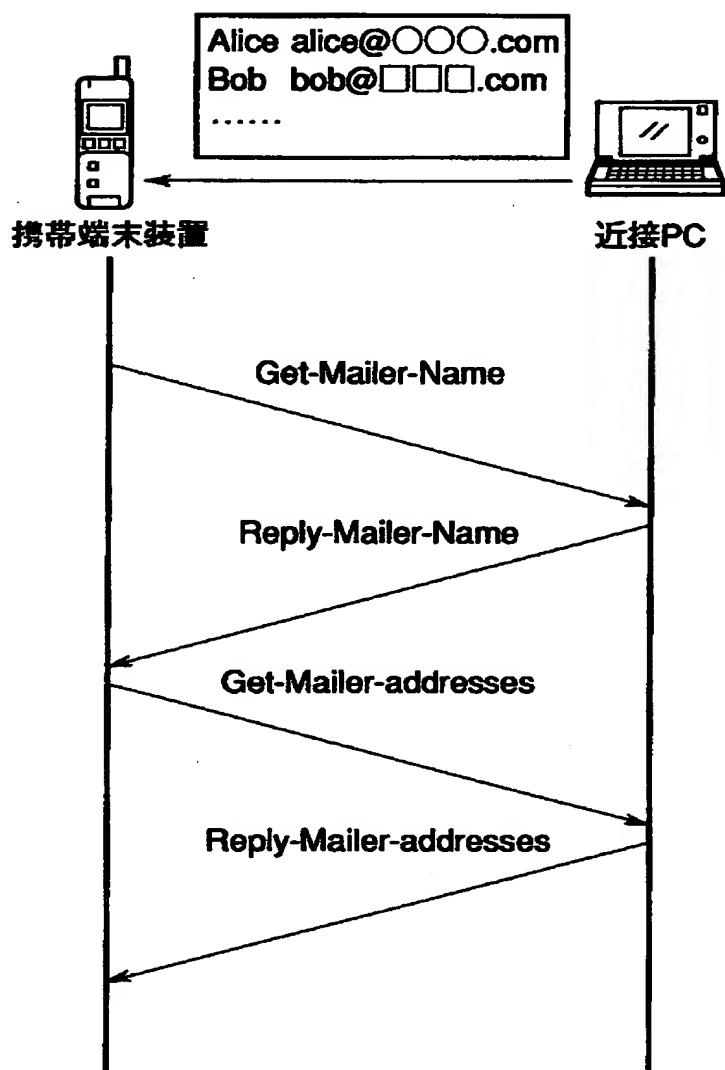 Alice alice@○○○.com
Bob bob@□□□.com
......
携帯端末装置
近接PC
Get-Mailer-Name
Reply-Mailer-Name
Get-Mailer-addresses
Reply-Mailer-addresses